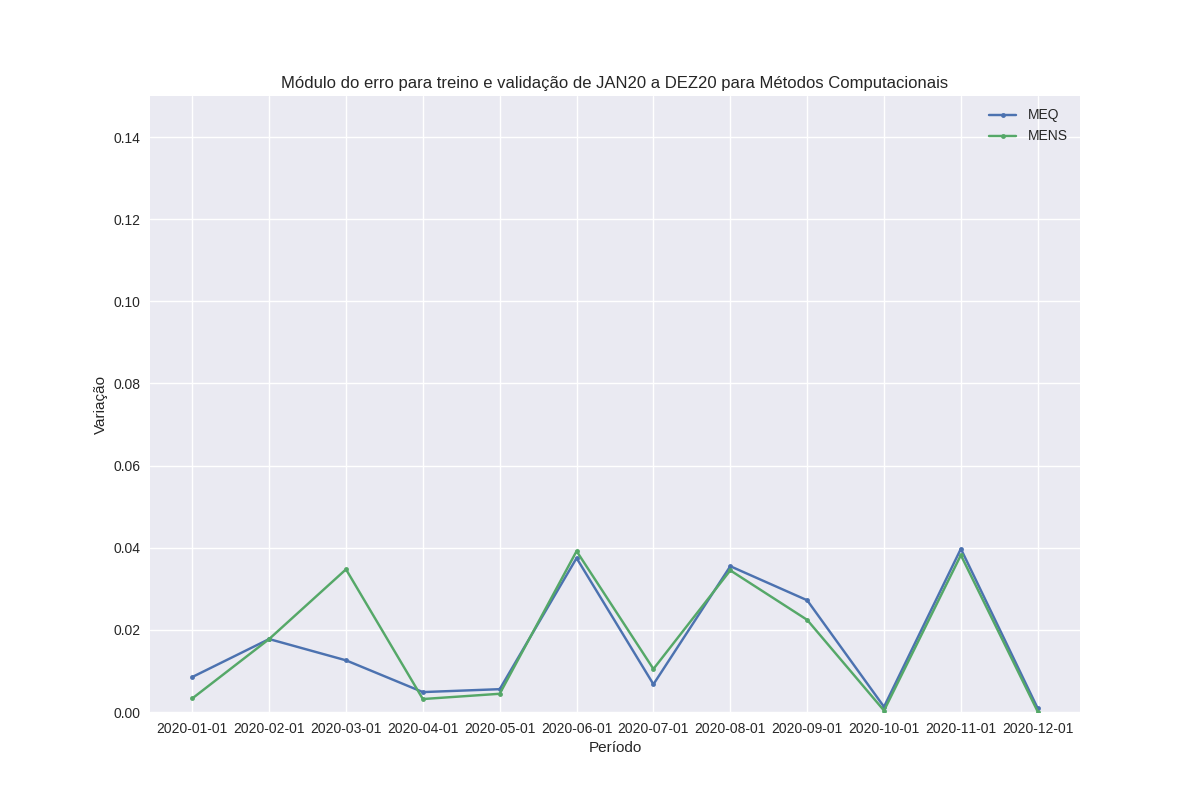 Módulo do erro para treino e validação de JAN20 a DEZ20 para Métodos Computacionais
MEQ
MENS
0.14
0.12
0.10
0.08
0.06
0.04
0.02
0.00
Variação
2020-01-01 2020-02-01 2020-03-01 2020-04-01 2020-05-01 2020-06-01 2020-07-01 2020-08-01 2020-09-01 2020-10-01 2020-11-01 2020-12-01
Período